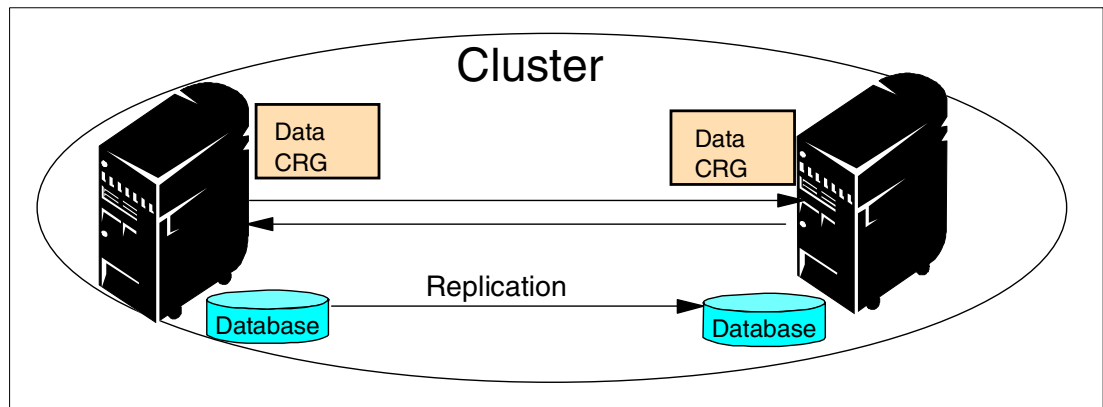 Cluster
Data
CRG
Data
CRG
Replication
Database
Database